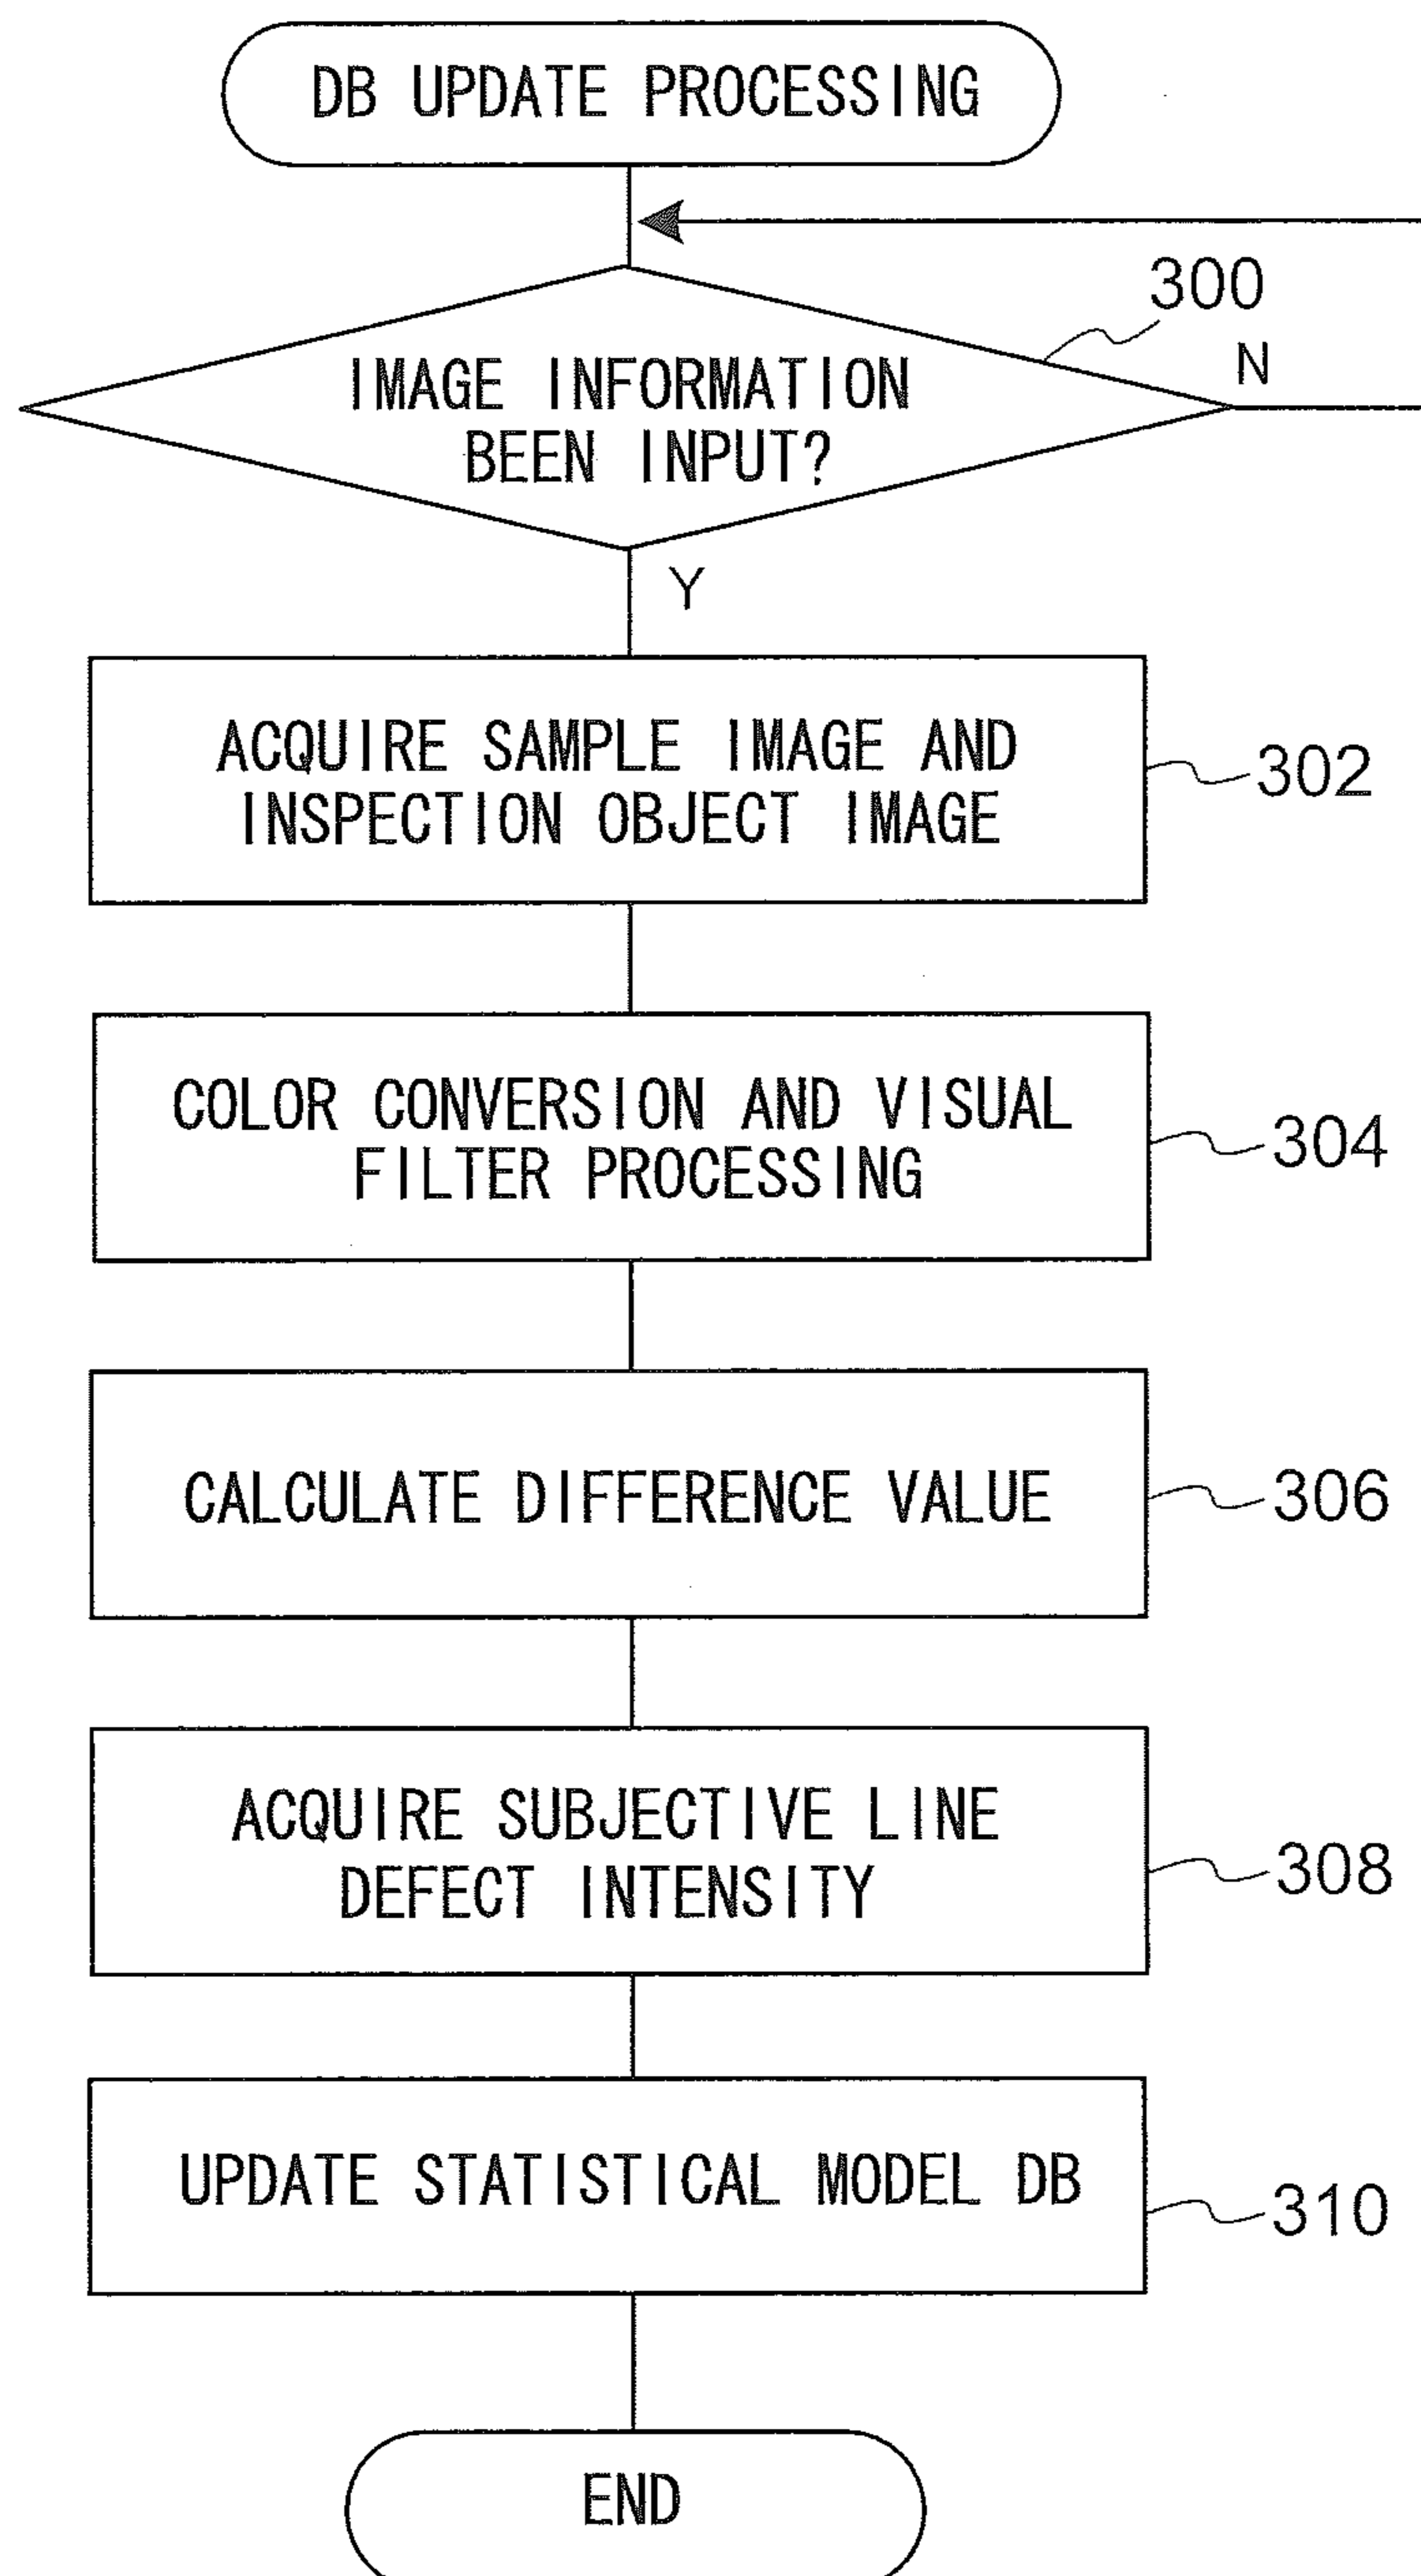 DB UPDATE PROCESSING
300
N
IMAGE INFORMATION
BEEN INPUT?
Y
ACQUIRE SAMPLE IMAGE AND
INSPECTION OBJECT IMAGE
302
COLOR CONVERSION AND VISUAL
FILTER PROCESSING
304
CALCULATE DIFFERENCE VALUE
306
ACQUIRE SUBJECTIVE LINE
DEFECT INTENSITY
308
UPDATE STATISTICAL MODEL DB
310
END